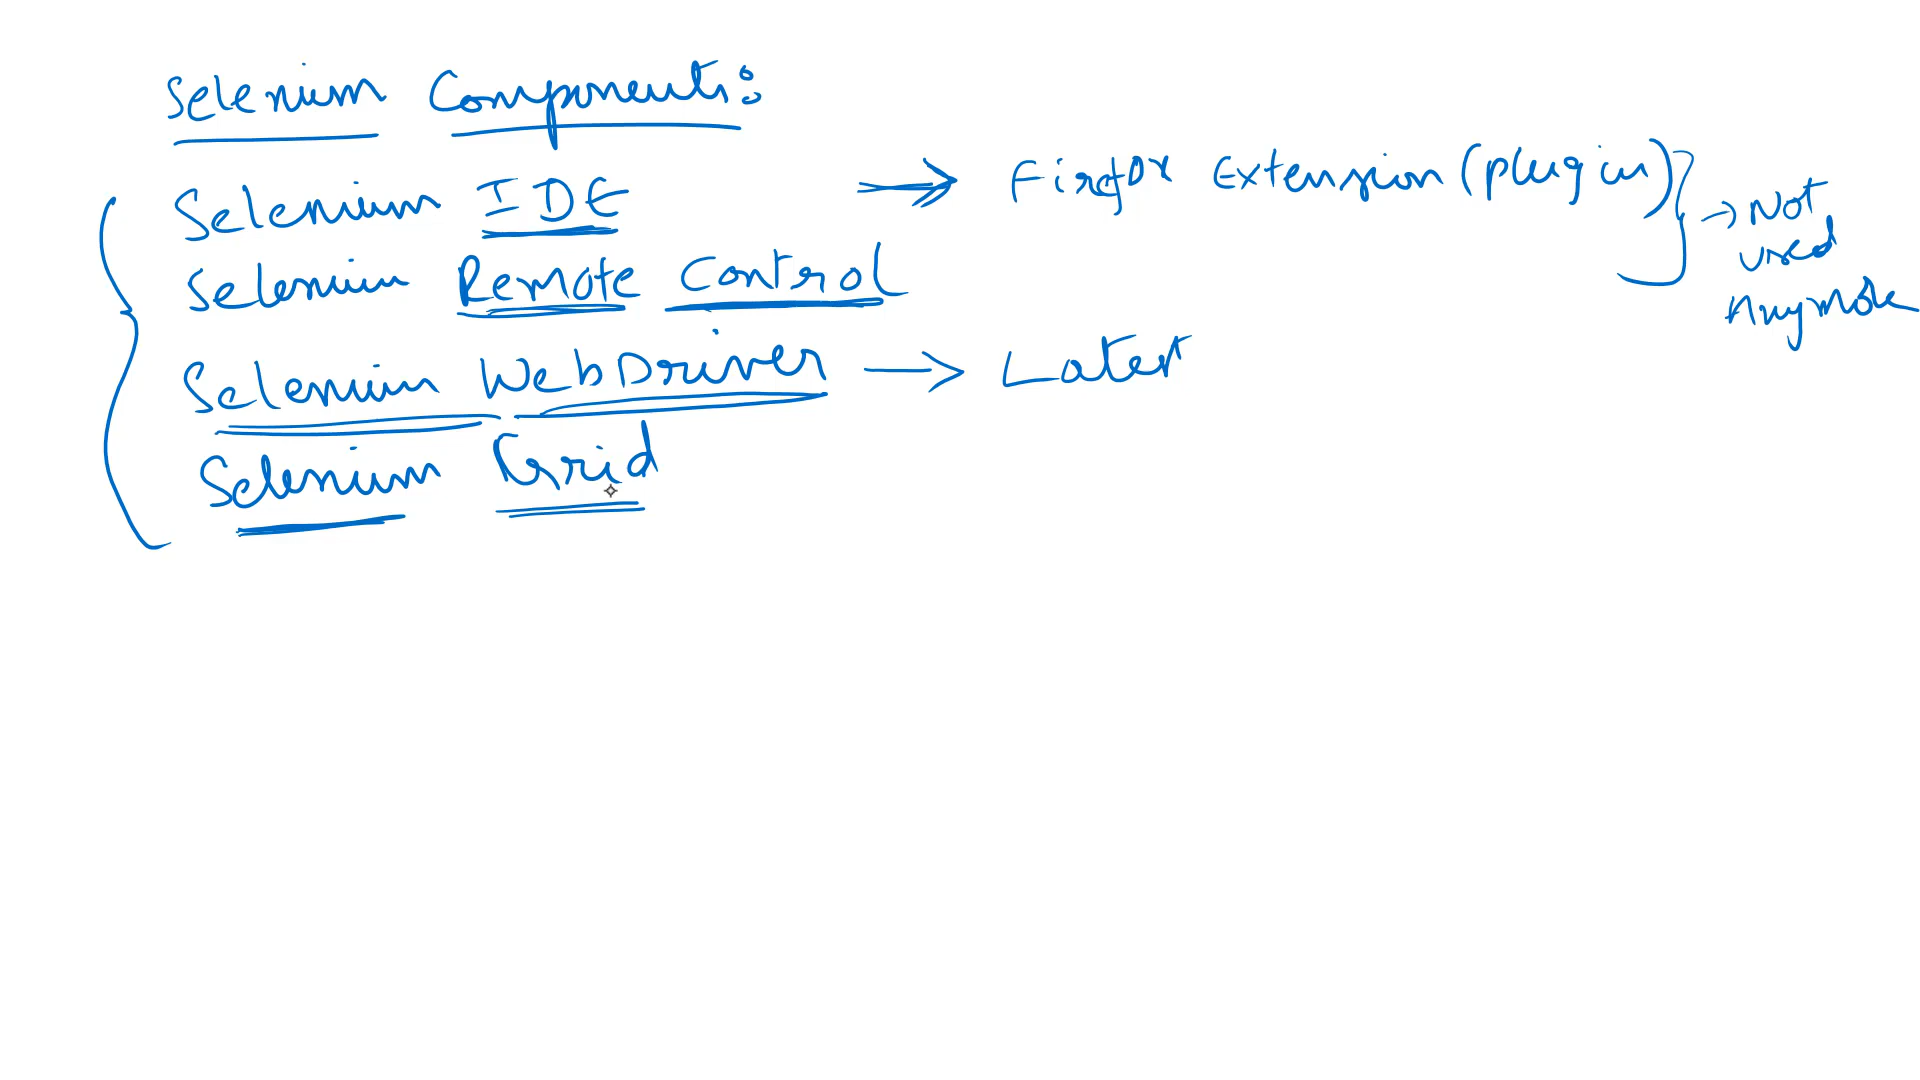 Selenium Components:
Selenium IDE → Firefox Extension (plugin) → Not used Anymore
Selenium Remote Control
Selenium WebDriver → Later
Selenium Grid